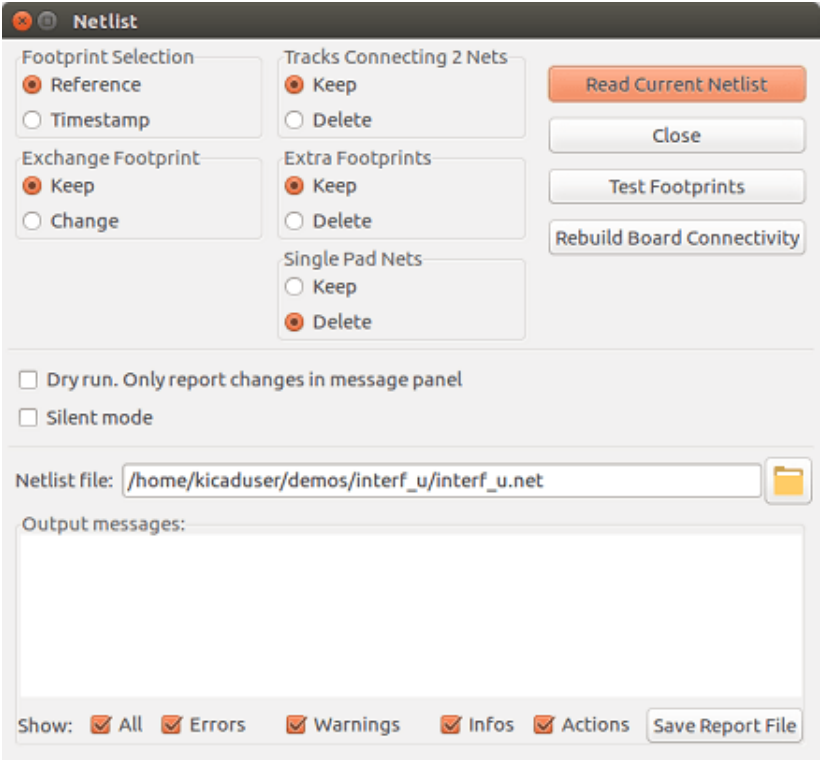 Netlist
Footprint Selection
Reference
Timestamp
Exchange Footprint
Keep
Change
Tracks Connecting 2 Nets
Keep
Delete
Extra Footprints
Keep
Delete
Single Pad Nets
Keep
Delete
Read Current Netlist
Close
Test Footprints
Rebuild Board Connectivity
Dry run. Only report changes in message panel
Silent mode
Netlist file: /home/kicaduser/demos/interf_u/interf_u.net
Output messages:
Show: All Errors Warnings Infos Actions Save Report File